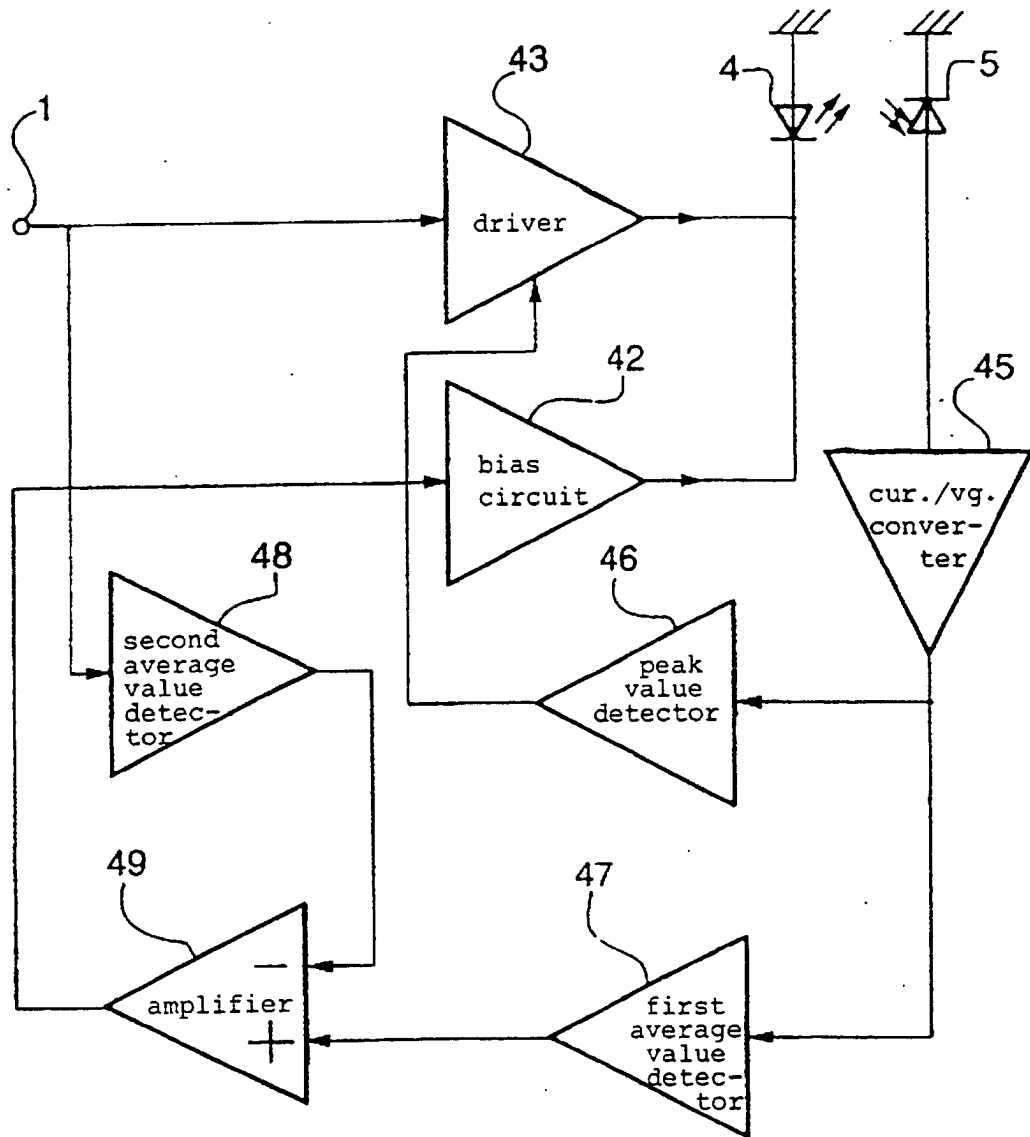 43
4
5
1
driver
42
45
bias
circuit
cur./vg.
conver-
ter
48
46
second
average
value
detec-
tor
peak
value
detector
49
47
−
amplifier
+
first
average
value
detec-
tor